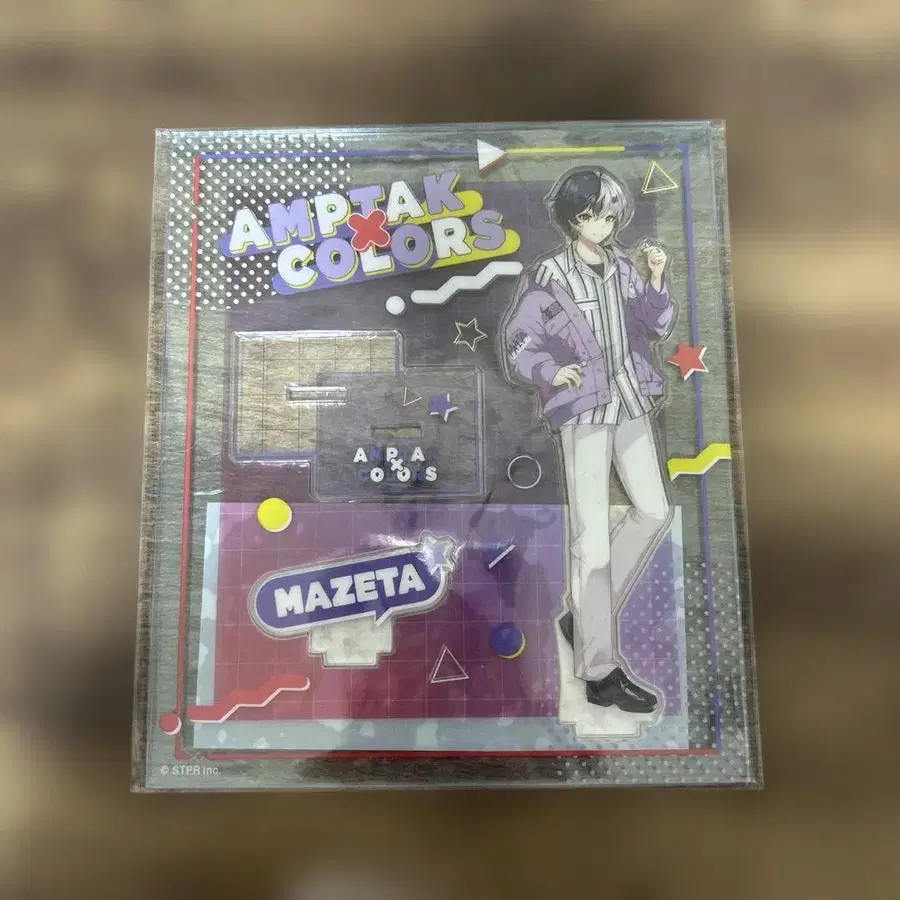 AMPTAK
×
COLORS
AMPTAK
×
COLORS
MAZETA
© STPR Inc.